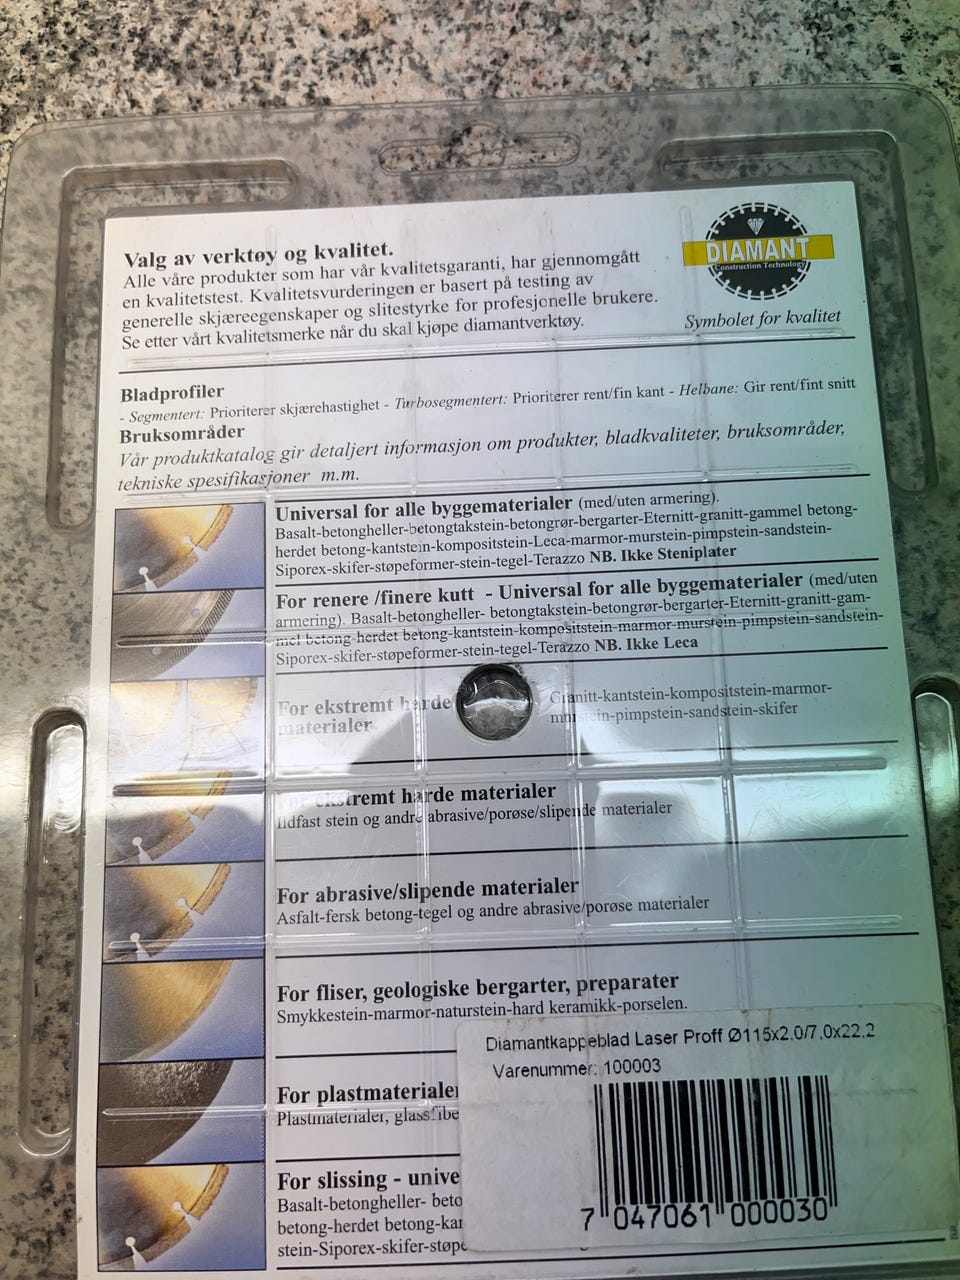 Valg av verktøy og kvalitet.
Alle våre produkter som har vår kvalitetsgaranti, har gjennomgått
en kvalitetstest. Kvalitetsvurderingen er basert på testing av
generelle skjæreegenskaper og slitestyrke for profesjonelle brukere.
Se etter vårt kvalitetsmerke når du skal kjøpe diamantverktøy.
DIAMANT
Construction Technology
Symbolet for kvalitet
Bladprofiler
- Segmentert: Prioriterer skjærehastighet - Turbosegmentert: Prioriterer rent/fin kant - Helbane: Gir rent/fint snitt
Bruksområder
Vår produktkatalog gir detaljert informasjon om produkter, bladkvaliteter, bruksområder,
tekniske spesifikasjoner m.m.
Universal for alle byggematerialer (med/uten armering).
Basalt-betongheller-betongtakstein-betongrør-bergarter-Eternitt-granitt-gammel betong-
herdet betong-kantstein-kompositstein-Leca-marmor-murstein-pimpstein-sandstein-
Siporex-skifer-støpeformer-stein-tegel-Terazzo NB. Ikke Steniplater
For renere /finere kutt - Universal for alle byggematerialer (med/uten
armering). Basalt-betongheller- betongtakstein-betongrør-bergarter-Eternitt-granitt-gam-
mel betong-herdet betong-kantstein-kompositstein-marmor-murstein-pimpstein-sandstein-
Siporex-skifer-støpeformer-stein-tegel-Terazzo NB. Ikke Leca
For ekstremt harde
materialer
Granitt-kantstein-kompositstein-marmor-
murstein-pimpstein-sandstein-skifer
For ekstremt harde materialer
Ildfast stein og andre abrasive/porøse/slipende materialer
For abrasive/slipende materialer
Asfalt-fersk betong-tegel og andre abrasive/porøse materialer
For fliser, geologiske bergarter, preparater
Smykkestein-marmor-naturstein-hard keramikk-porselen.
For plastmaterialer
Plastmaterialer, glassfibe
For slissing - unive
Basalt-betongheller- beto
betong-herdet betong-kan
stein-Siporex-skifer-støpe
Diamantkappeblad Laser Proff Ø115x2.0/7,0x22,2
Varenummer: 100003
7 047061 000030